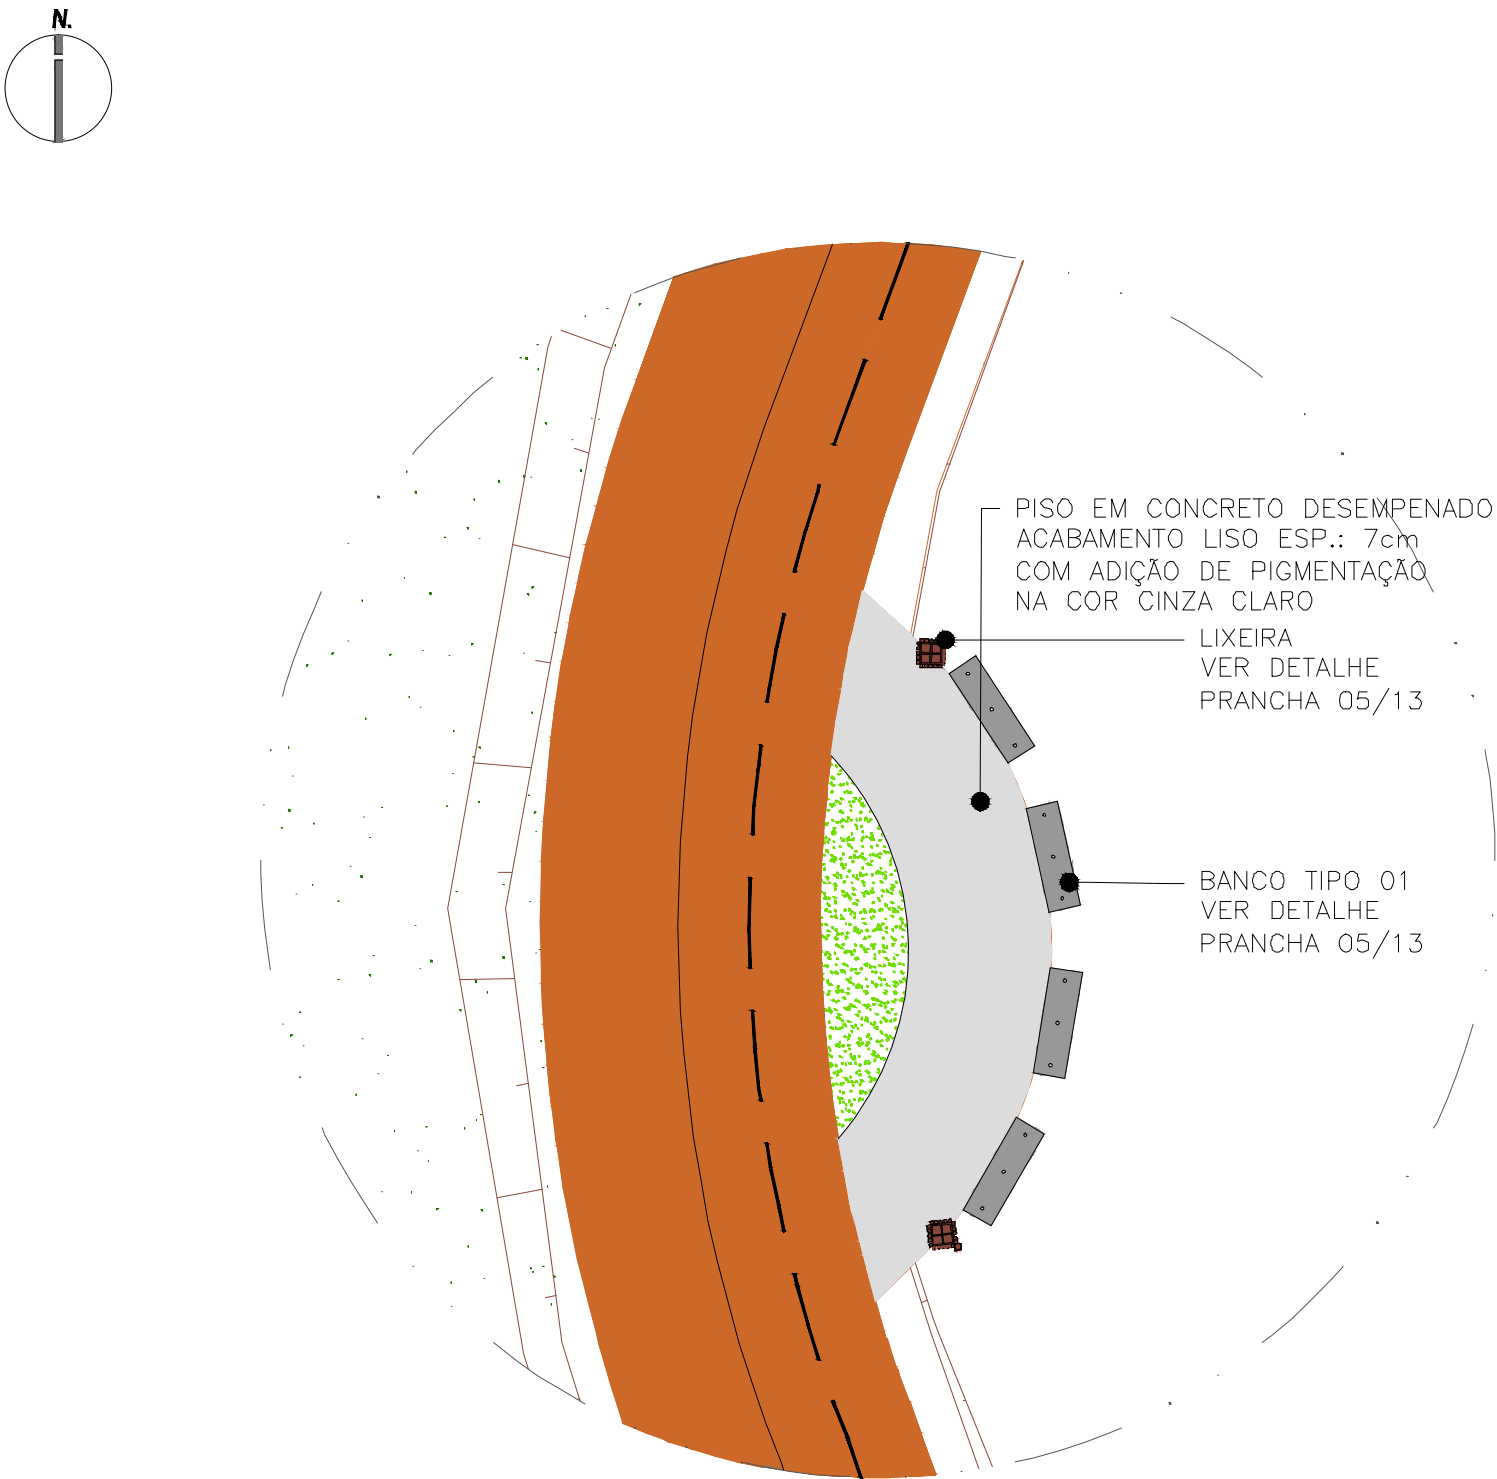 N.
PISO EM CONCRETO DESEMPENADO
ACABAMENTO LISO ESP.: 7cm
COM ADIÇÃO DE PIGMENTAÇÃO
NA COR CINZA CLARO
LIXEIRA
VER DETALHE
PRANCHA 05/13
BANCO TIPO 01
VER DETALHE
PRANCHA 05/13